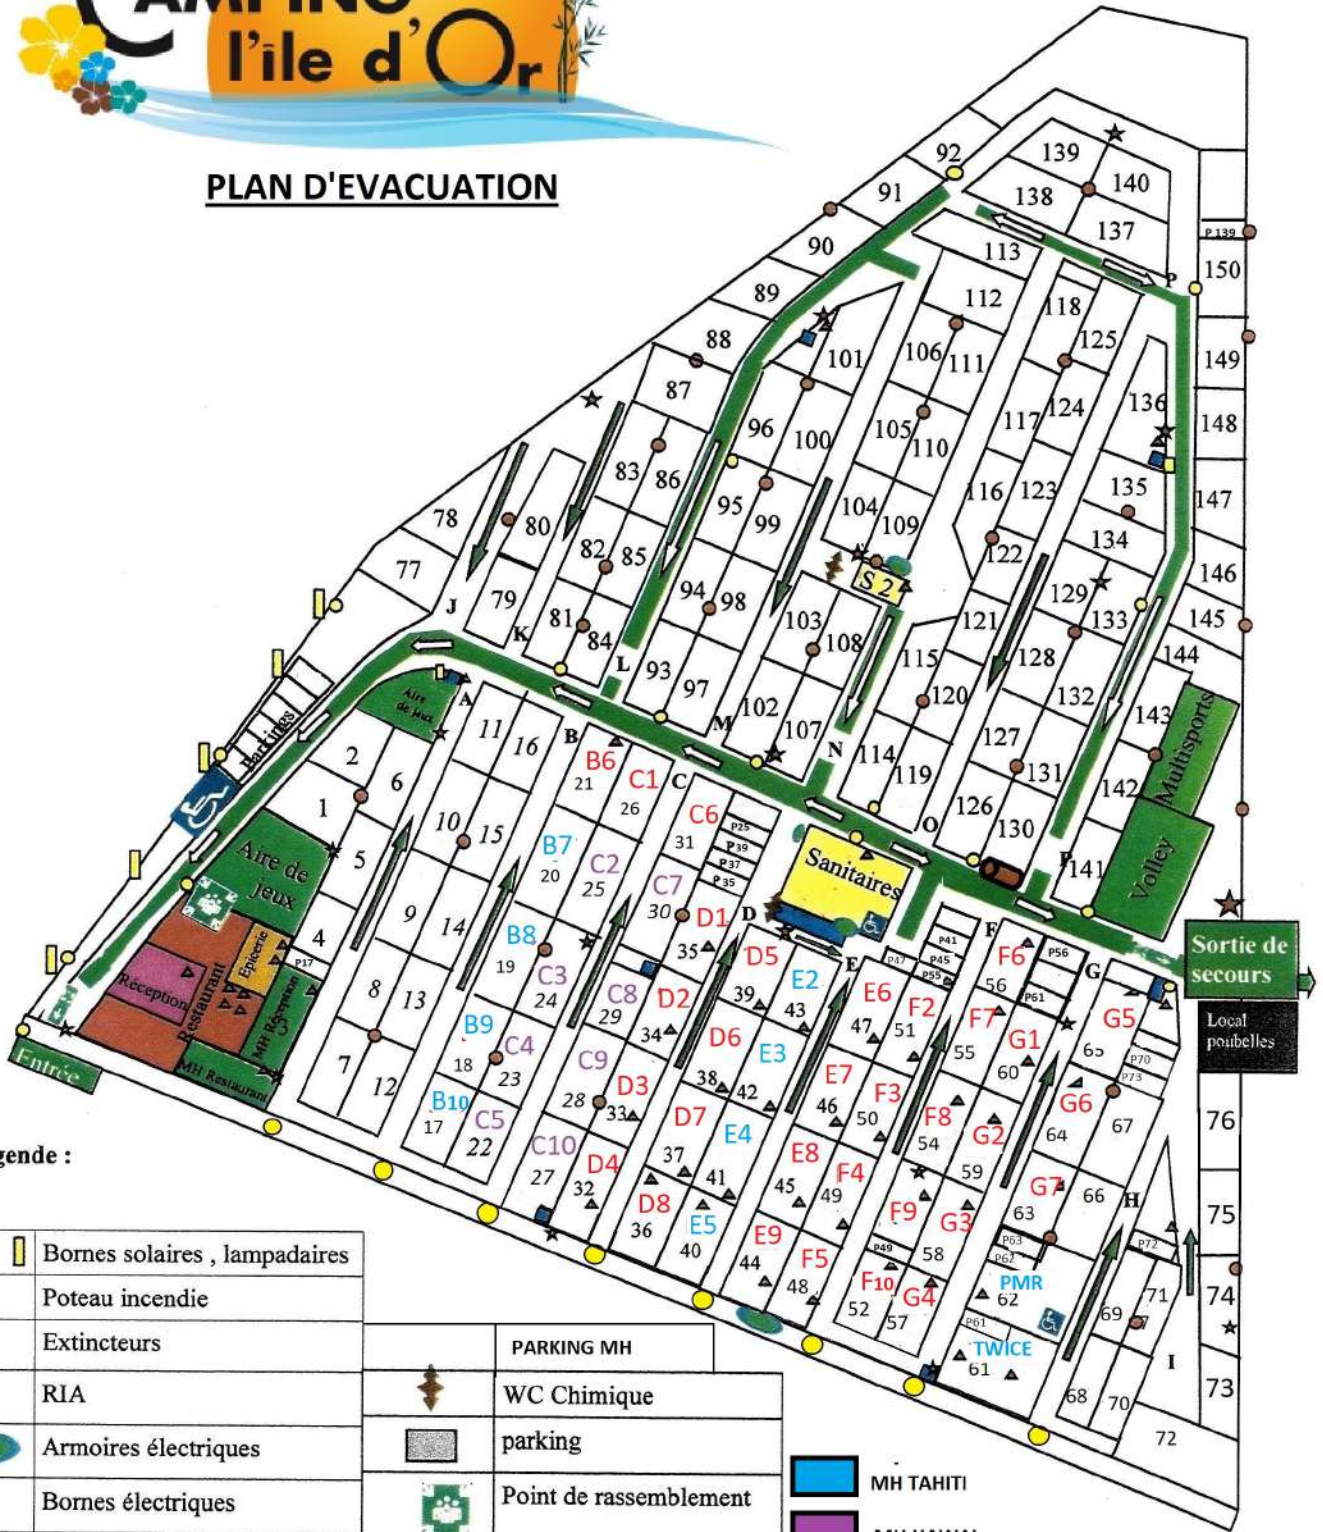 CAMPING
l'île d'Or
PLAN D'EVACUATION
92
139
140
91
138
137
P 139
90
113
P
150
89
112
118
88
101
106
111
125
149
87
96
100
105
110
117
124
136
148
83
86
78
80
95
99
104
109
116
123
135
147
82
85
122
134
77
S 2
146
J
79
94
98
129
81
K
84
103
108
121
133
145
L
93
97
115
128
144
A
Aire
de
jeux
M
102
107
120
132
143
Multisports
Parkings
11
16
B
B6
21
C1
26
C
N
114
119
127
131
142
2
6
1
10
15
B7
20
C2
25
C6
31
P25
P39
P37
P 35
O
126
130
Sanitaires
P
141
Volley
Aire de
jeux
5
9
14
C7
30
D
D1
35
B8
19
C3
24
D5
39
E2
43
E
P47
P41
P45
P55
F
F6
56
P56
P61
G
Sortie de
secours
4
P17
Epicerie
Réception
Restaurant
MH Réception
3
8
13
C8
29
D2
34
E6
47
F2
51
F7
55
G1
60
G5
65
P70
P73
Local
poubelles
Entrée
MH Restaurant
7
12
B9
18
C4
23
C9
28
D3
33
D6
38
E3
42
E7
46
F3
50
F8
54
G2
59
G6
64
67
76
B10
17
C5
22
C10
27
D4
32
D7
37
E4
41
E8
45
F4
49
F9
G3
58
G7
63
66
H
75
D8
36
E5
40
E9
44
F5
48
P49
F10
52
G4
57
P63
P62
PMR
62
P72
71
69
74
P61
TWICE
61
I
68
70
73
72
gende :
Bornes solaires , lampadaires
Poteau incendie
Extincteurs
RIA
Armoires électriques
Bornes électriques
PARKING MH
WC Chimique
parking
Point de rassemblement
MH TAHITI